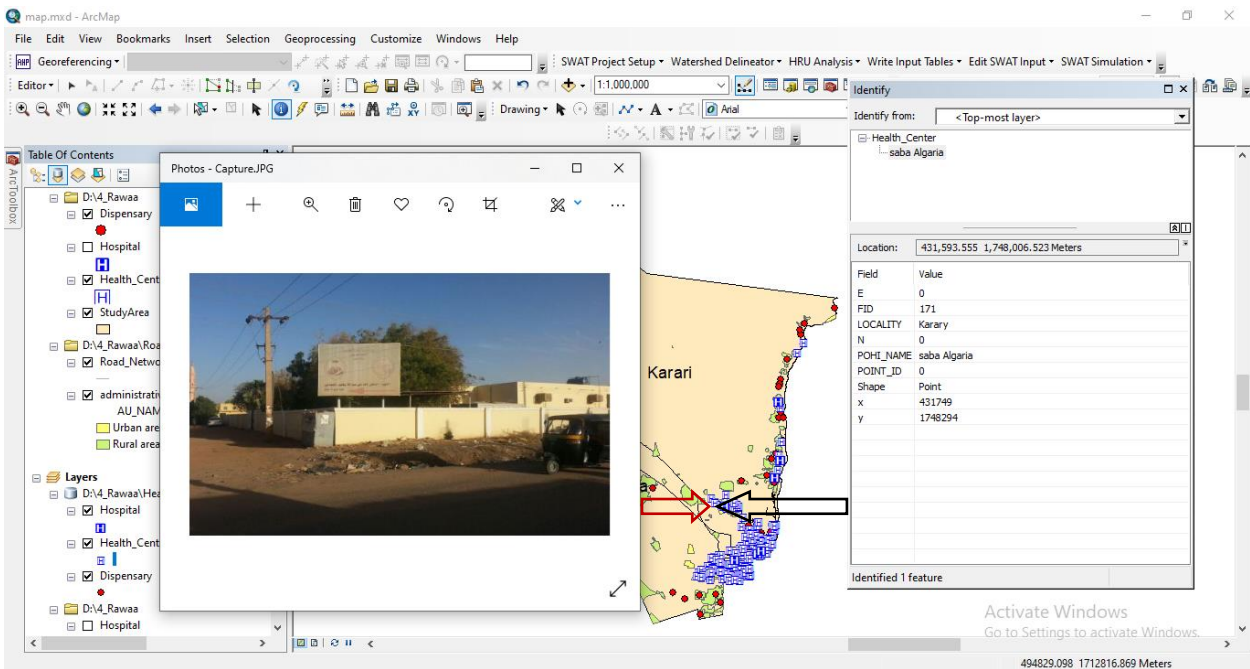 map.mxd - ArcMap
File Edit View Bookmarks Insert Selection Geoprocessing Customize Windows Help
Georeferencing
SWAT Project Setup Watershed Delineator HRU Analysis Write Input Tables Edit SWAT Input SWAT Simulation
Editor 1:1.000,000
Drawing A Arial
Table Of Contents
ArcToolbox
D:\4_Rawaa
Dispensary
Hospital
H
Health_Cent
H
StudyArea
D:\4_Rawaa\Roa
Road_Netwo
administrativ
AU_NAM
Urban are
Rural area
Layers
D:\4_Rawaa\Hea
Hospital
H
Health_Cent
H
Dispensary
D:\4_Rawaa
Hospital
Photos - Capture.JPG
Karari
Identify
Identify from: <Top-most layer>
Health_Center
saba Algaria
Location: 431,593.555 1,748,006.523 Meters
Field Value
E 0
FID 171
LOCALITY Karary
N 0
POHI_NAME saba Algaria
POINT_ID 0
Shape Point
x 431749
y 1748294
Identified 1 feature
Activate Windows
Go to Settings to activate Windows.
494829.098 1712816.869 Meters